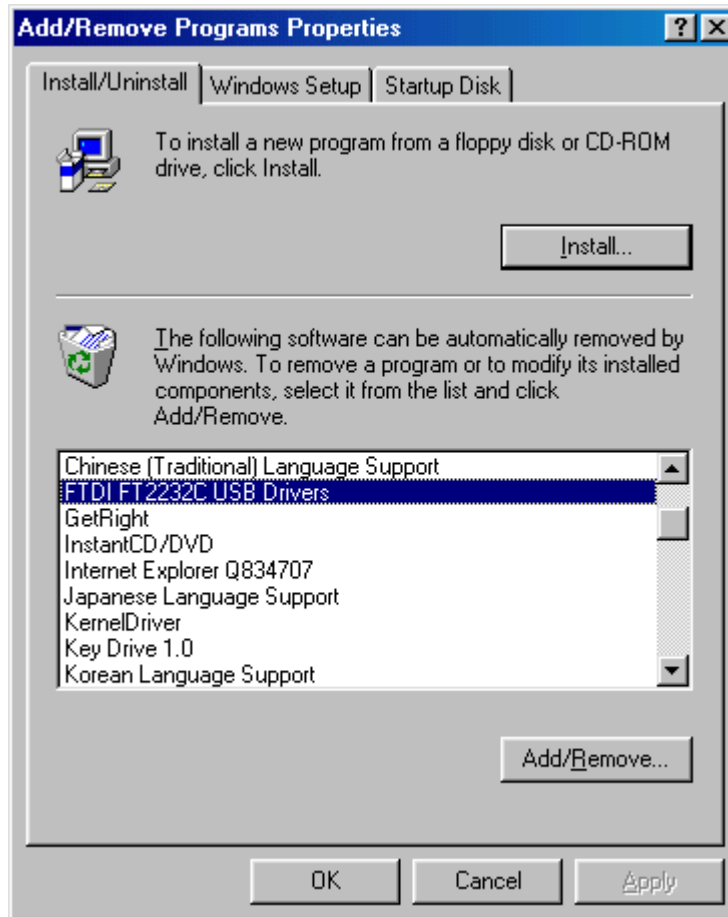 Add/Remove Programs Properties
Install/Uninstall
Windows Setup
Startup Disk
To install a new program from a floppy disk or CD-ROM
drive, click Install.
Install...
The following software can be automatically removed by
Windows. To remove a program or to modify its installed
components, select it from the list and click
Add/Remove.
Chinese (Traditional) Language Support
FTDI FT2232C USB Drivers
GetRight
InstantCD/DVD
Internet Explorer Q834707
Japanese Language Support
KernelDriver
Key Drive 1.0
Korean Language Support
Add/Remove...
OK
Cancel
Apply